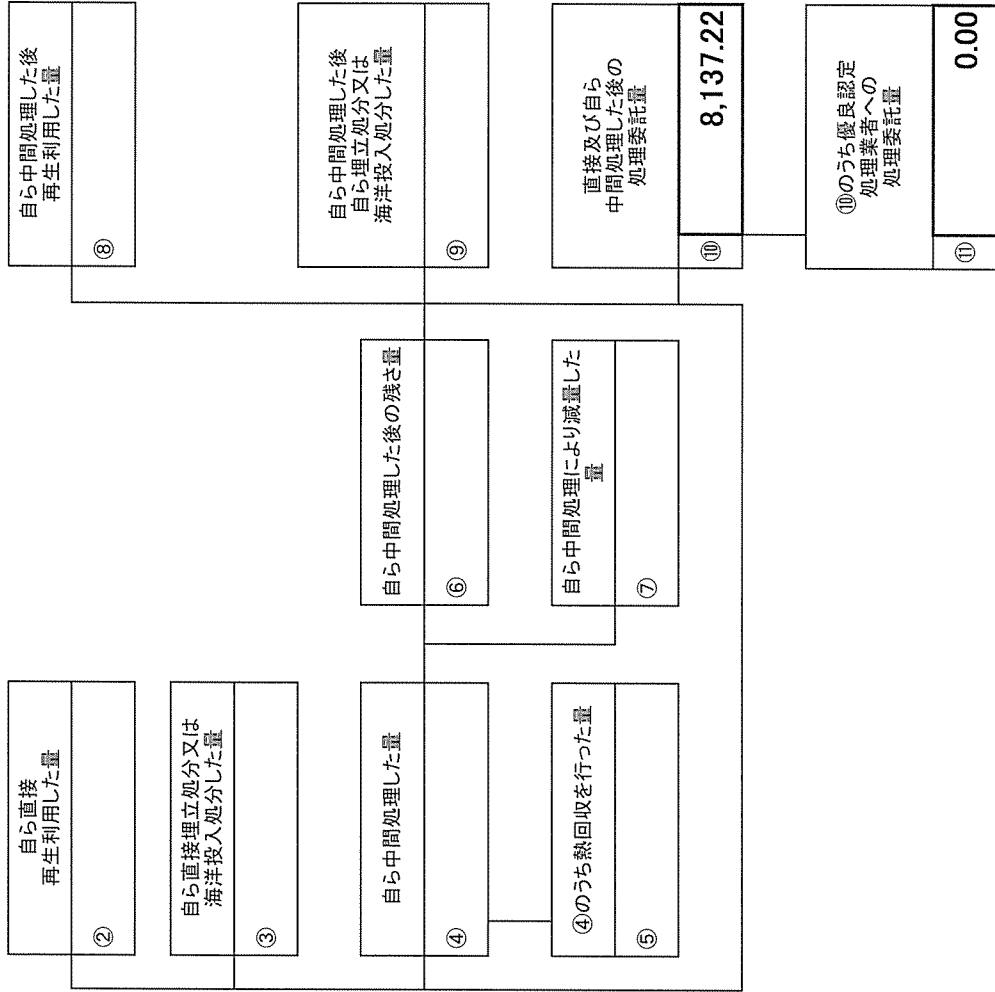 自ら直接
再生利用した量
②
自ら直接埋立処分又は
海洋投入処分した量
③
自ら中間処理した量
④
④のうち熱回収を行った量
⑤
自ら中間処理した後の残さ量
⑥
自ら中間処理により減量した
量
⑦
自ら中間処理した後
再生利用した量
⑧
自ら中間処理した後
自ら埋立処分又は
海洋投入処分した量
⑨
直接及び自ら
中間処理した後の
処理委託量
⑩ 8,137.22
⑩のうち優良認定
処理業者への
処理委託量
⑪ 0.00